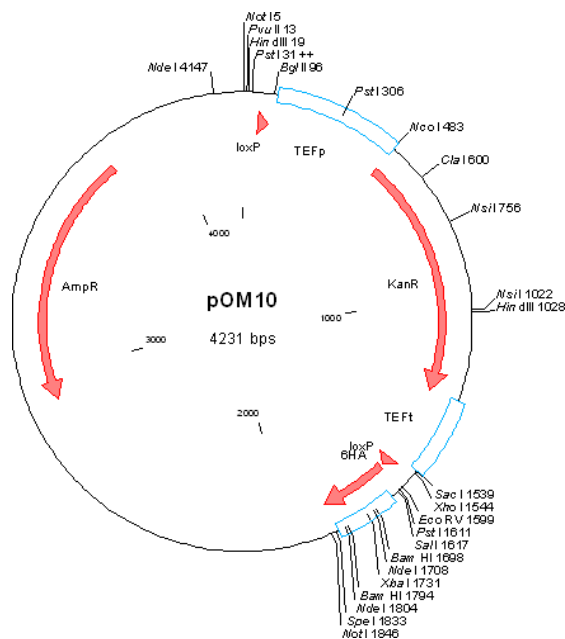 NotI 5
PvuII 13
HindIII 19
PstI 31 ++
BglII 96
NdeI 4147
PstI 306
NcoI 483
loxP
TEFp
ClaI 600
NsiI 756
4000
AmpR
pOM10
KanR
NsiI 1022
HindIII 1028
1000
4231 bps
3000
2000
TEFt
loxP
6HA
SacI 1539
XhoI 1544
EcoRV 1599
PstI 1611
SalI 1617
BamHI 1698
NdeI 1708
XbaI 1731
BamHI 1794
NdeI 1804
SpeI 1833
NotI 1846